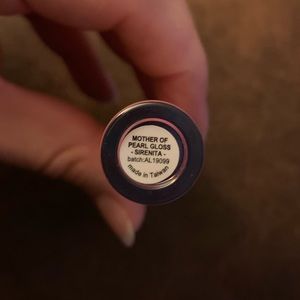 MOTHER OF
PEARL GLOSS
- SIRENITA -
batch:AL19099
made in Taiwan